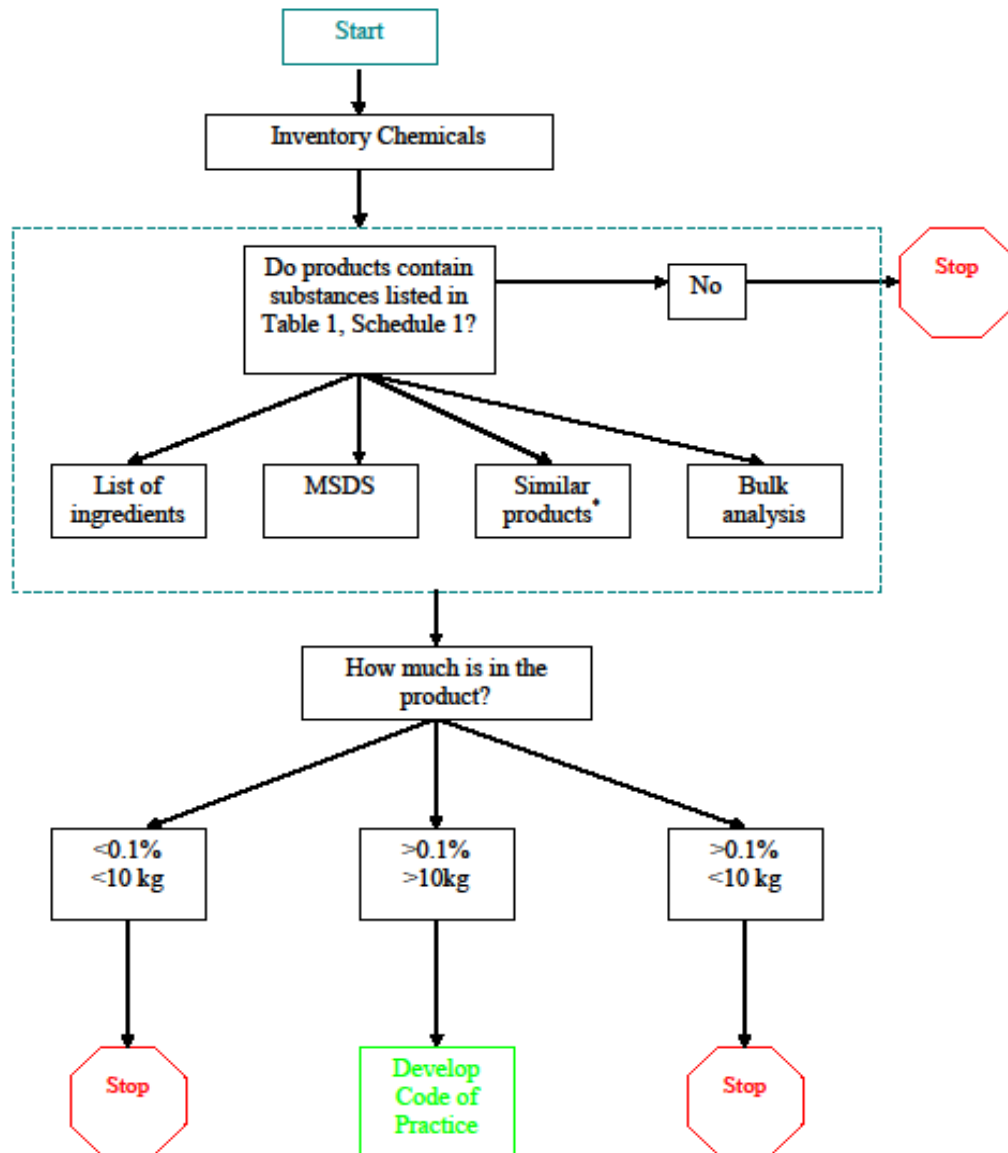 Start
Inventory Chemicals
Do products contain
substances listed in
Table 1, Schedule 1?
No
Stop
List of
ingredients
MSDS
Similar
products*
Bulk
analysis
How much is in the
product?
<0.1%
<10 kg
>0.1%
>10kg
>0.1%
<10 kg
Stop
Develop
Code of
Practice
Stop